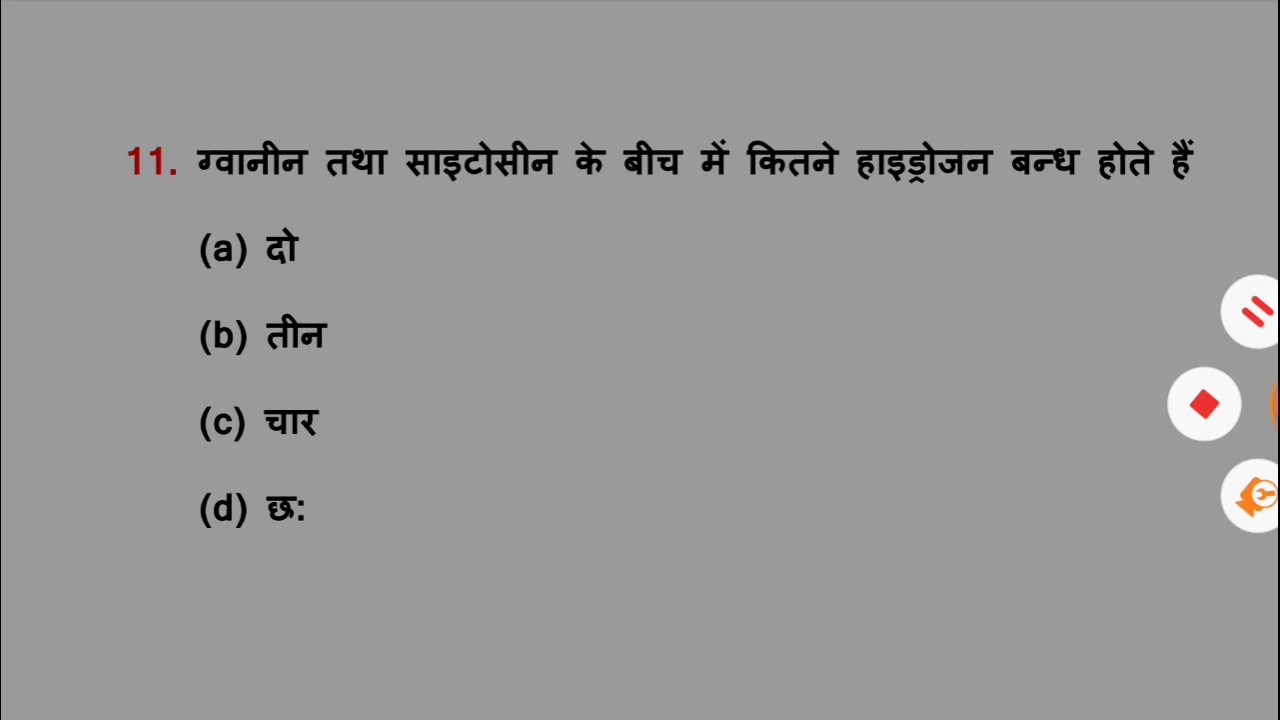 11. ग्वानीन तथा साइटोसीन के बीच में कितने हाइड्रोजन बन्ध होते हैं
(a) दो
(b) तीन
(c) चार
(d) छः